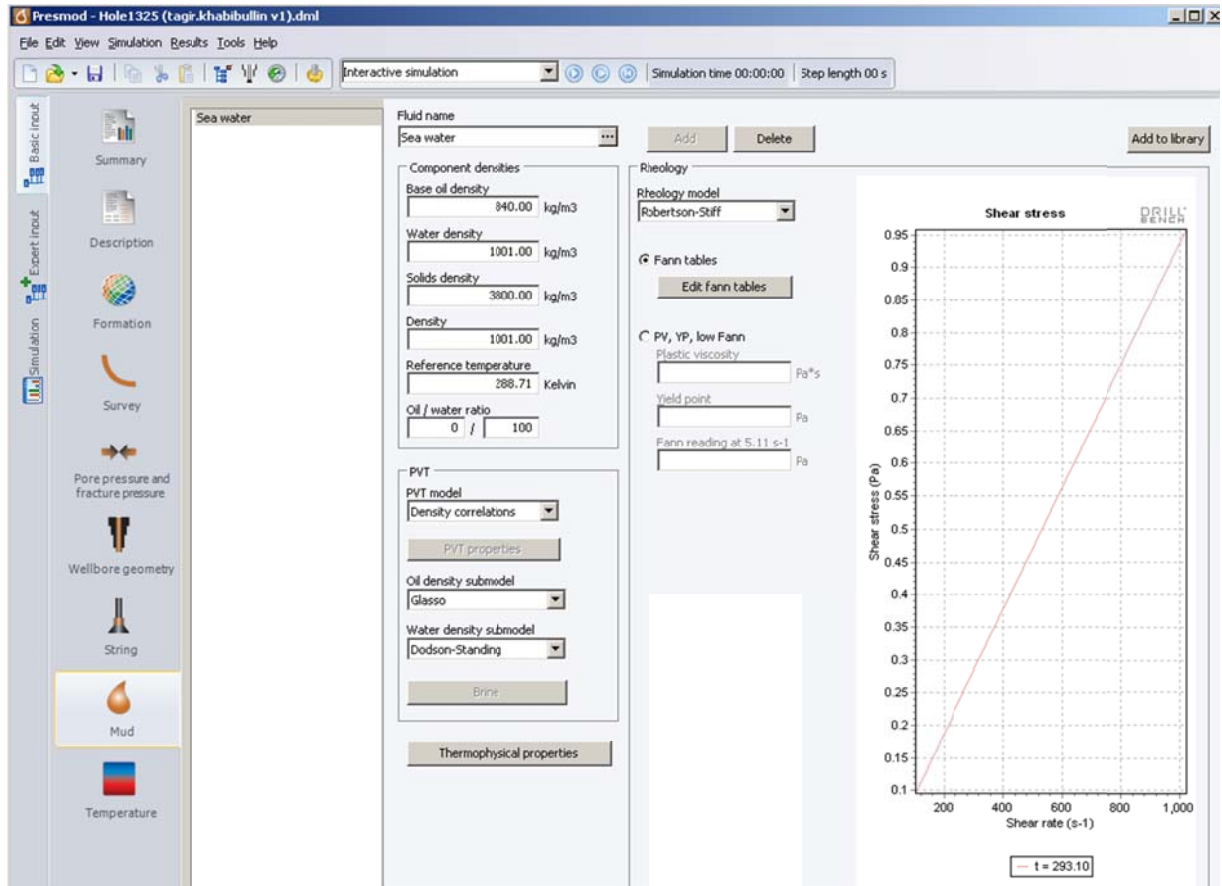 Presmod - Hole1325 (tagir.khabibullin v1).dml
File Edit View Simulation Results Tools Help
Interactive simulation
Simulation time 00:00:00
Step length 00 s
Basic input
Expert input
Simulation
Summary
Description
Formation
Survey
Pore pressure and
fracture pressure
Wellbore geometry
String
Mud
Temperature
Sea water
Fluid name
Sea water
...
Add
Delete
Add to library
Component densities
Base oil density
840.00 kg/m3
Water density
1001.00 kg/m3
Solids density
3800.00 kg/m3
Density
1001.00 kg/m3
Reference temperature
288.71 Kelvin
Oil / water ratio
0 / 100
PVT
PVT model
Density correlations
PVT properties
Oil density submodel
Glasso
Water density submodel
Dodson-Standing
Brine
Thermophysical properties
Rheology
Rheology model
Robertson-Stiff
Fann tables
Edit fann tables
PV, YP, low Fann
Plastic viscosity
Pa*s
Yield point
Pa
Fann reading at 5.11 s-1
Pa
Shear stress
DRILL
BENCH
0.95
0.9
0.85
0.8
0.75
0.7
0.65
0.6
0.55
0.5
0.45
0.4
0.35
0.3
0.25
0.2
0.15
0.1
Shear stress (Pa)
200 400 600 800 1,000
Shear rate (s-1)
t = 293.10